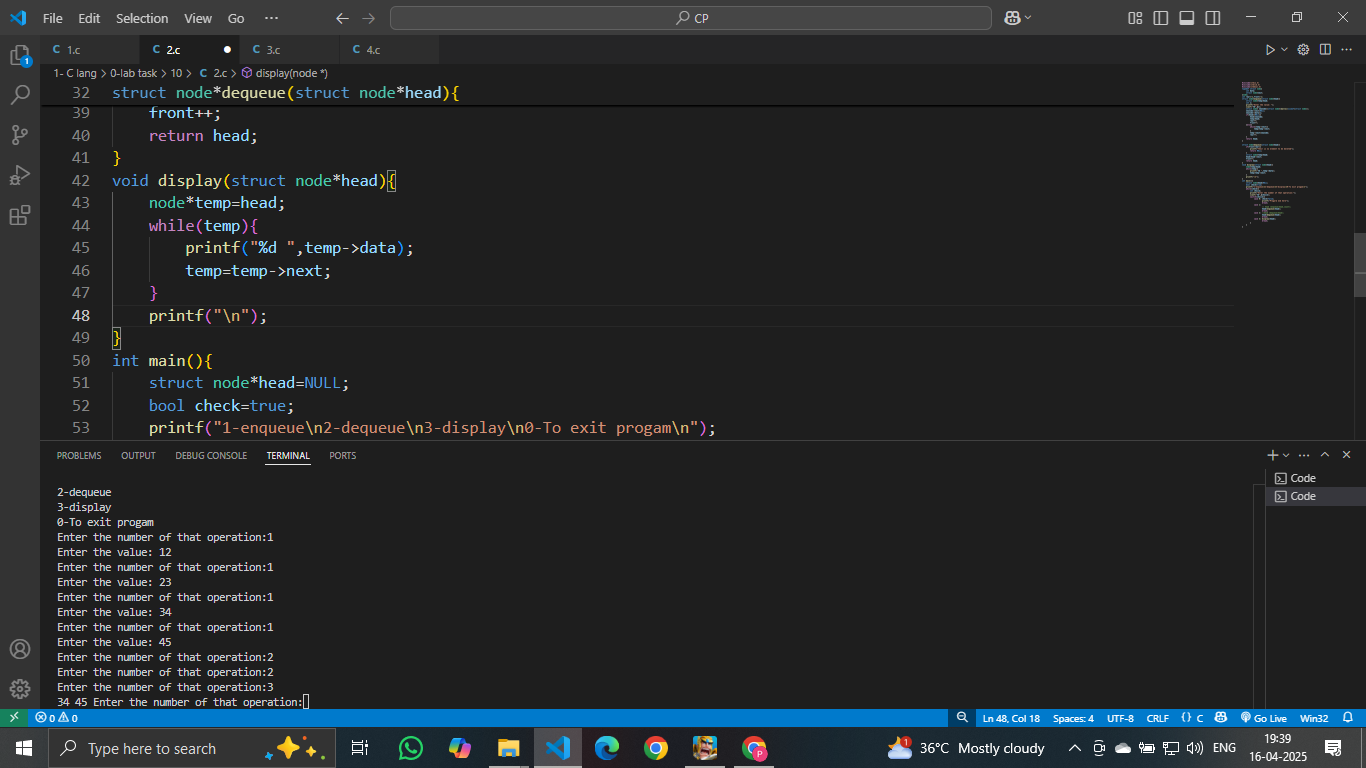 File Edit Selection View Go ··· CP
C 1.c C 2.c C 3.c C 4.c
1- C lang > 0-lab task > 10 > C 2.c > display(node *)
32 struct node*dequeue(struct node*head){
39 front++;
40 return head;
41 }
42 void display(struct node*head){
43 node*temp=head;
44 while(temp){
45 printf("%d ",temp->data);
46 temp=temp->next;
47 }
48 printf("\n");
49 }
50 int main(){
51 struct node*head=NULL;
52 bool check=true;
53 printf("1-enqueue\n2-dequeue\n3-display\n0-To exit progam\n");
PROBLEMS OUTPUT DEBUG CONSOLE TERMINAL PORTS
2-dequeue
3-display
0-To exit progam
Enter the number of that operation:1
Enter the value: 12
Enter the number of that operation:1
Enter the value: 23
Enter the number of that operation:1
Enter the value: 34
Enter the number of that operation:1
Enter the value: 45
Enter the number of that operation:2
Enter the number of that operation:2
Enter the number of that operation:3
34 45 Enter the number of that operation:
Code
Code
0 0 Ln 48, Col 18 Spaces: 4 UTF-8 CRLF {} C Go Live Win32
Type here to search 1 36°C Mostly cloudy ENG 19:39
16-04-2025